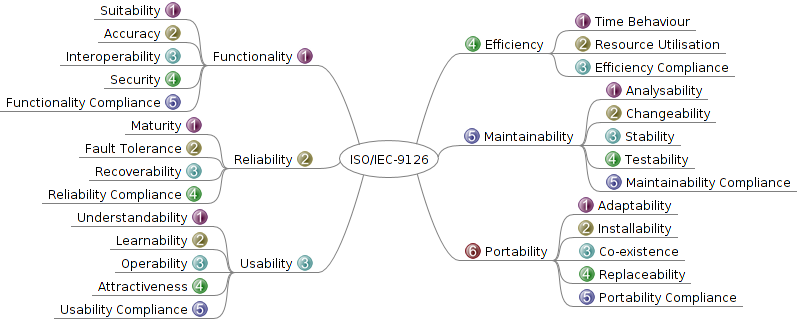 ISO/IEC-9126
1 Functionality
1 Suitability
2 Accuracy
3 Interoperability
4 Security
5 Functionality Compliance
2 Reliability
1 Maturity
2 Fault Tolerance
3 Recoverability
4 Reliability Compliance
3 Usability
1 Understandability
2 Learnability
3 Operability
4 Attractiveness
5 Usability Compliance
4 Efficiency
1 Time Behaviour
2 Resource Utilisation
3 Efficiency Compliance
5 Maintainability
1 Analysability
2 Changeability
3 Stability
4 Testability
5 Maintainability Compliance
6 Portability
1 Adaptability
2 Installability
3 Co-existence
4 Replaceability
5 Portability Compliance